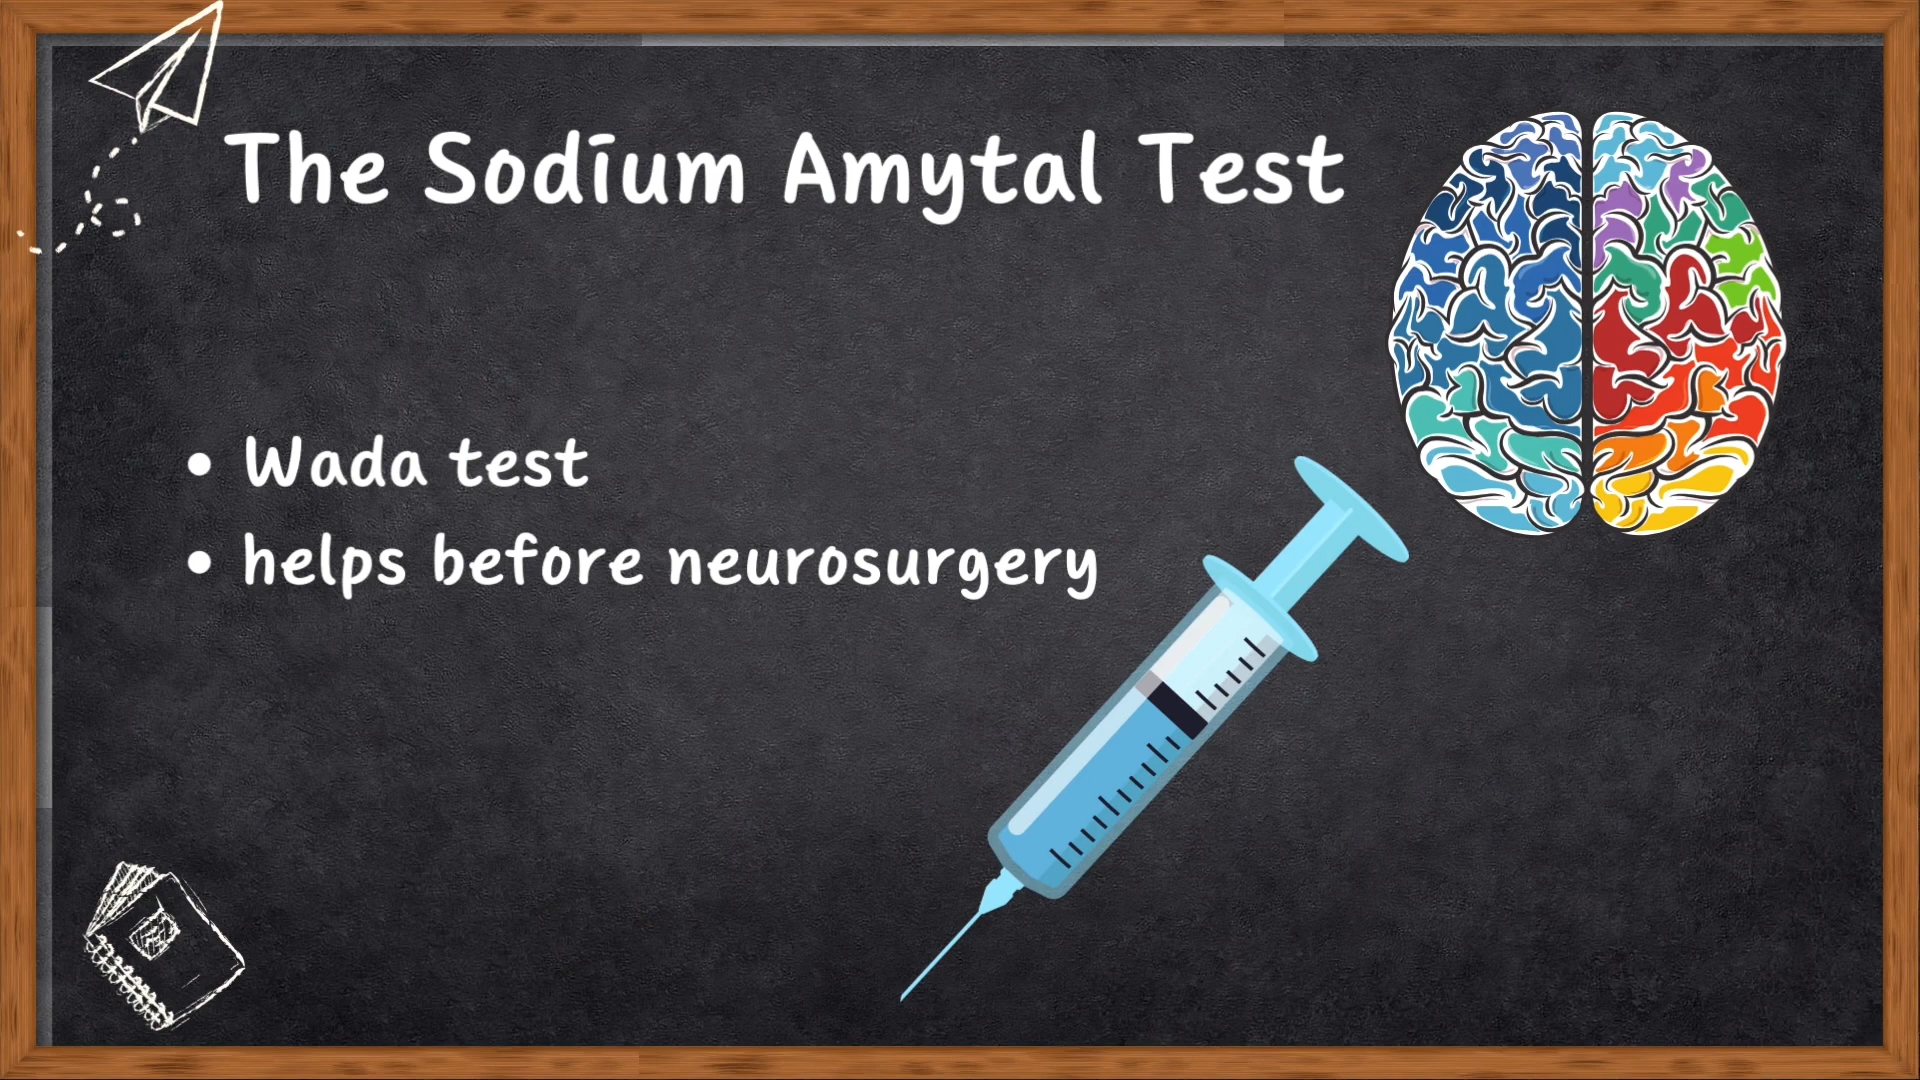 The Sodium Amytal Test
• Wada test
• helps before neurosurgery